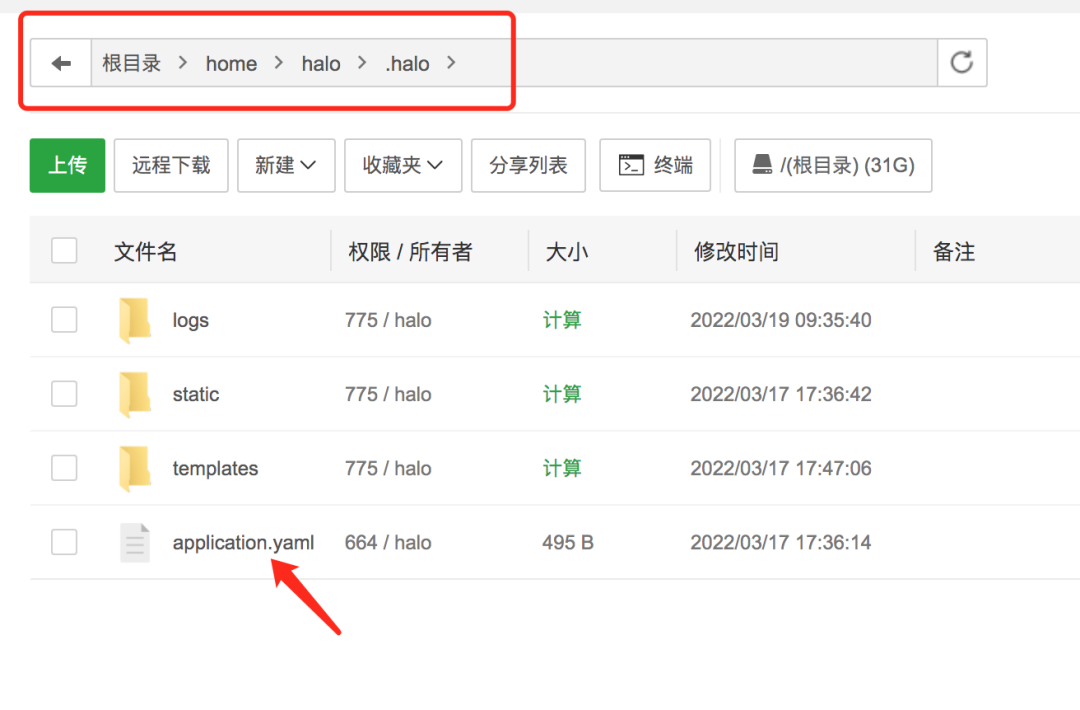 根目录 > home > halo > .halo >
上传 远程下载 新建 收藏夹 分享列表 终端 /(根目录) (31G)
文件名 权限 / 所有者 大小 修改时间 备注
logs 775 / halo 计算 2022/03/19 09:35:40
static 775 / halo 计算 2022/03/17 17:36:42
templates 775 / halo 计算 2022/03/17 17:47:06
application.yaml 664 / halo 495 B 2022/03/17 17:36:14